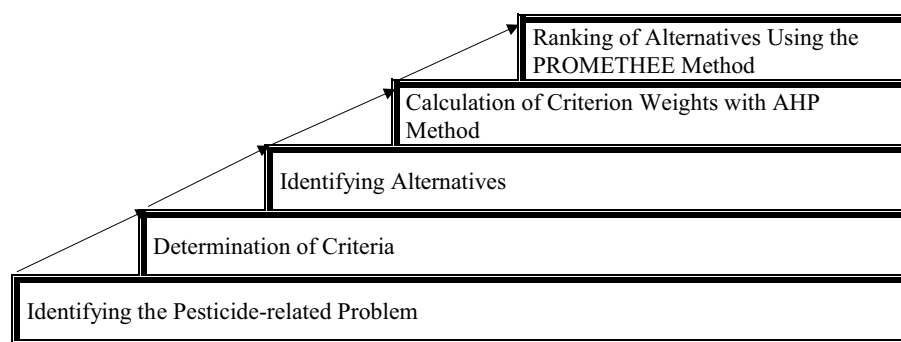 Ranking of Alternatives Using the
PROMETHEE Method
Calculation of Criterion Weights with AHP
Method
Identifying Alternatives
Determination of Criteria
Identifying the Pesticide-related Problem